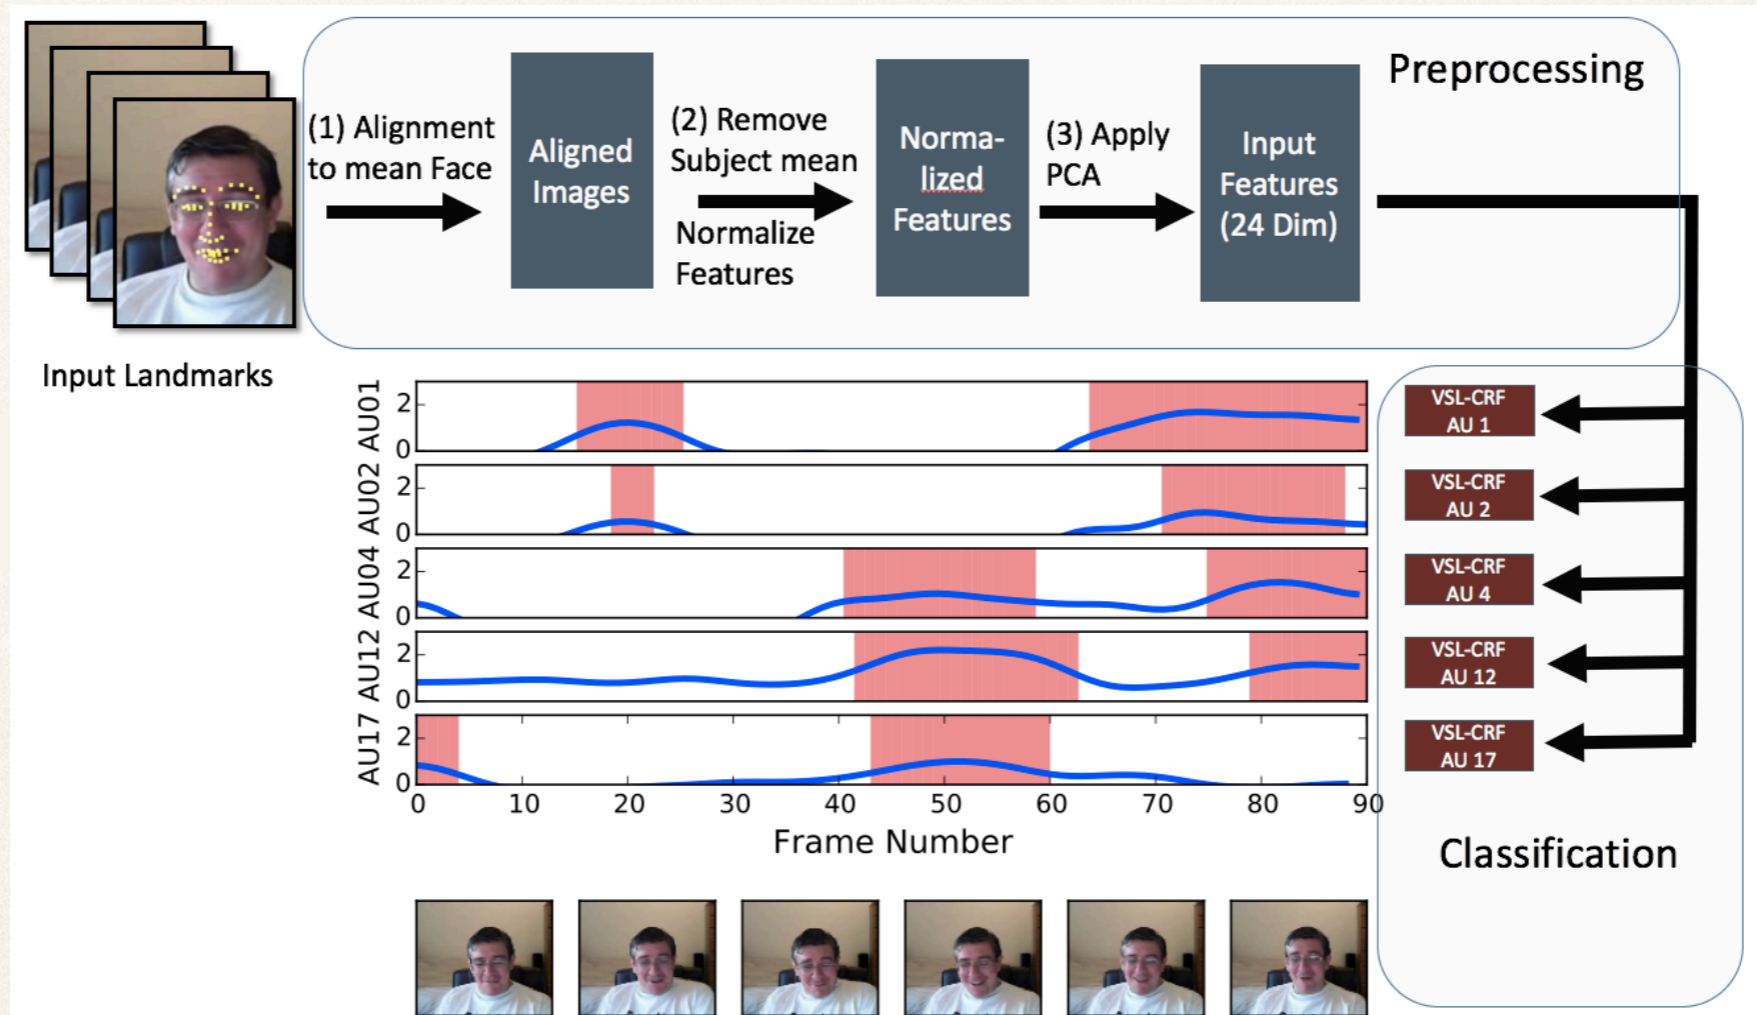 Preprocessing
(1) Alignment
to mean Face
Aligned
Images
(2) Remove
Subject mean
Normalize
Features
Norma-
lized
Features
(3) Apply
PCA
Input
Features
(24 Dim)
Input Landmarks
AU01
2
0
AU02
2
0
AU04
2
0
AU12
2
0
AU17
2
0
0 10 20 30 40 50 60 70 80 90
Frame Number
VSL-CRF
AU 1
VSL-CRF
AU 2
VSL-CRF
AU 4
VSL-CRF
AU 12
VSL-CRF
AU 17
Classification